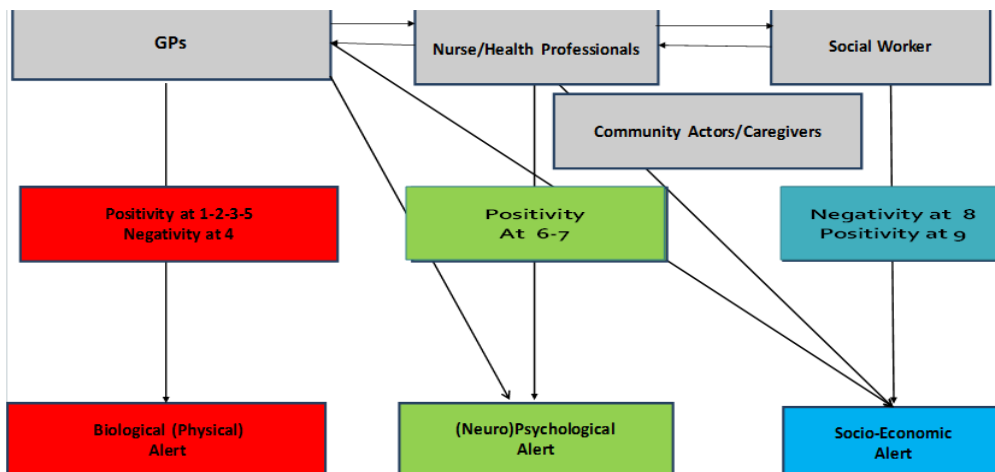 GPs
Nurse/Health Professionals
Social Worker
Community Actors/Caregivers
Positivity at 1-2-3-5
Negativity at 4
Positivity
At 6-7
Negativity at 8
Positivity at 9
Biological (Physical)
Alert
(Neuro)Psychological
Alert
Socio-Economic
Alert